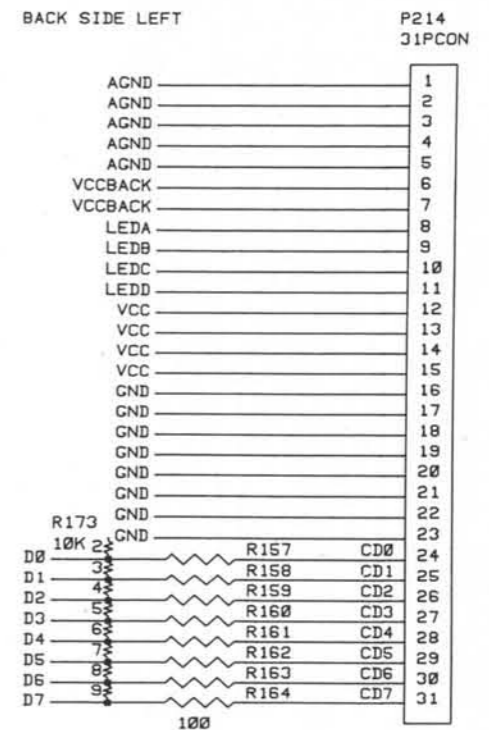 BACK SIDE LEFT P214
31PCON
AGND 1
AGND 2
AGND 3
AGND 4
AGND 5
VCCBACK 6
VCCBACK 7
LEDA 8
LEDB 9
LEDC 10
LEDD 11
VCC 12
VCC 13
VCC 14
VCC 15
GND 16
GND 17
GND 18
GND 19
GND 20
GND 21
GND 22
R173
GND 23
10K 2
D0 R157 CD0 24
3
D1 R158 CD1 25
4
D2 R159 CD2 26
5
D3 R160 CD3 27
6
D4 R161 CD4 28
7
D5 R162 CD5 29
8
D6 R163 CD6 30
9
D7 R164 CD7 31
100